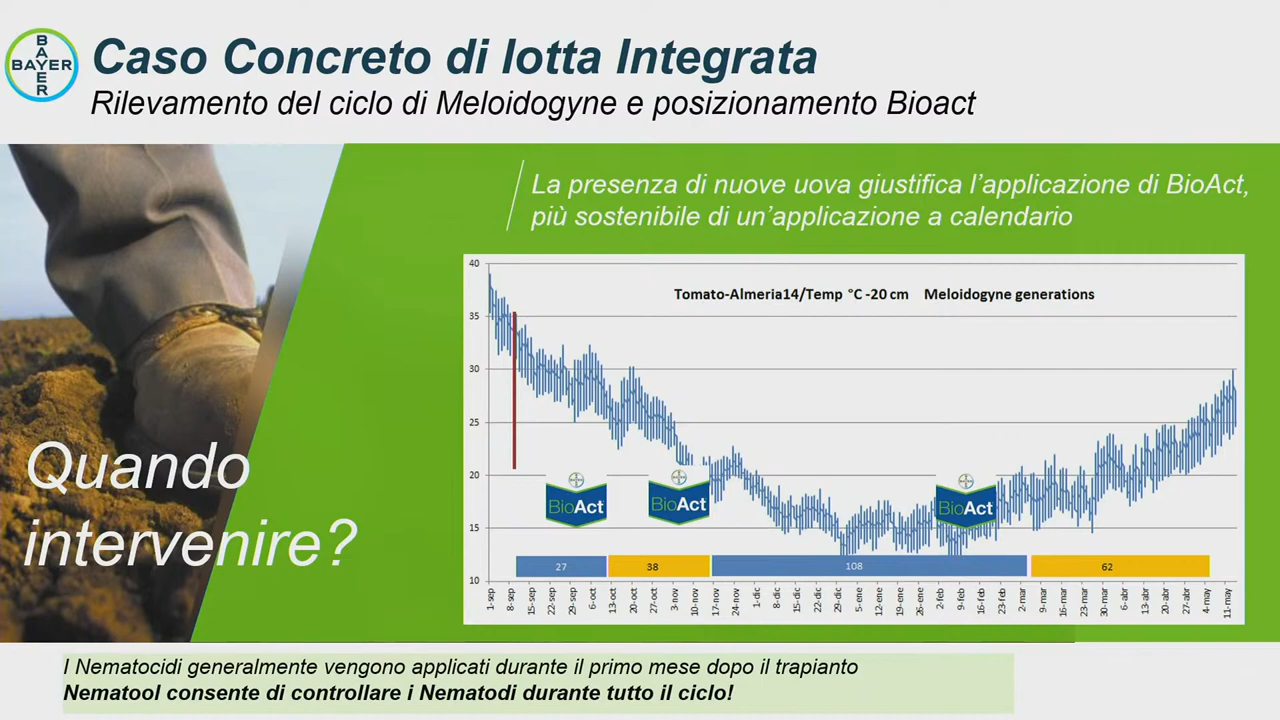 BAYER
BAYER
Caso Concreto di lotta Integrata
Rilevamento del ciclo di Meloidogyne e posizionamento Bioact
La presenza di nuove uova giustifica l'applicazione di BioAct,
più sostenibile di un'applicazione a calendario
Quando
intervenire?
Tomato-Almeria14/Temp °C -20 cm Meloidogyne generations
40
35
30
25
20
15
10
BioAct
BioAct
BioAct
27
38
108
62
1-sep
8-sep
15-sep
22-sep
29-sep
6-oct
13-oct
20-oct
27-oct
3-nov
10-nov
17-nov
24-nov
1-dic
8-dic
15-dic
22-dic
29-dic
5-ene
12-ene
19-ene
26-ene
2-feb
9-feb
16-feb
23-feb
2-mar
9-mar
16-mar
23-mar
30-mar
6-abr
13-abr
20-abr
27-abr
4-may
11-may
I Nematocidi generalmente vengono applicati durante il primo mese dopo il trapianto
Nematool consente di controllare i Nematodi durante tutto il ciclo!